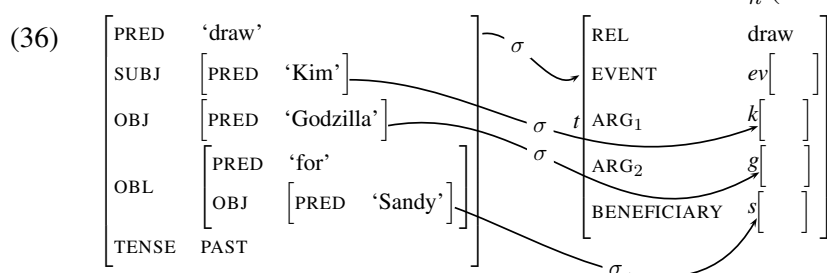 n (
(36) PRED ‘draw’ σ REL draw
SUBJ PRED ‘Kim’ EVENT ev
OBJ PRED ‘Godzilla’ σ t ARG1 k
PRED ‘for’ σ ARG2 g
OBL
OBJ PRED ‘Sandy’ BENEFICIARY s
TENSE PAST
σ